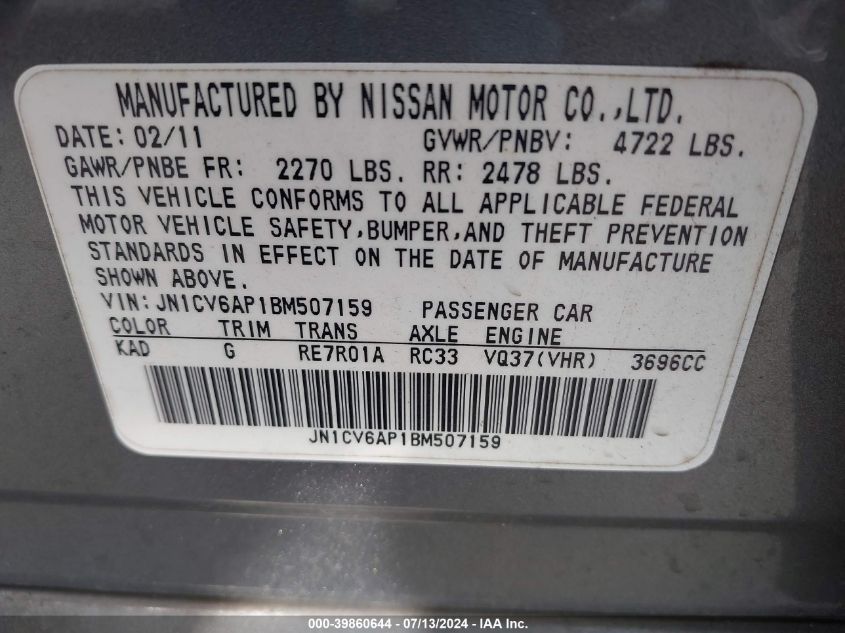 MANUFACTURED BY NISSAN MOTOR CO.,LTD.
DATE: 02/11 GVWR/PNBV: 4722 LBS.
GAWR/PNBE FR: 2270 LBS. RR: 2478 LBS.
THIS VEHICLE CONFORMS TO ALL APPLICABLE FEDERAL
MOTOR VEHICLE SAFETY,BUMPER,AND THEFT PREVENTION
STANDARDS IN EFFECT ON THE DATE OF MANUFACTURE
SHOWN ABOVE.
VIN:JN1CV6AP1BM507159 PASSENGER CAR
COLOR TRIM TRANS AXLE ENGINE
KAD G RE7R01A RC33 VQ37(VHR) 3696CC
JN1CV6AP1BM507159
000-39860644 / 07/13/2024 - IAA Inc.